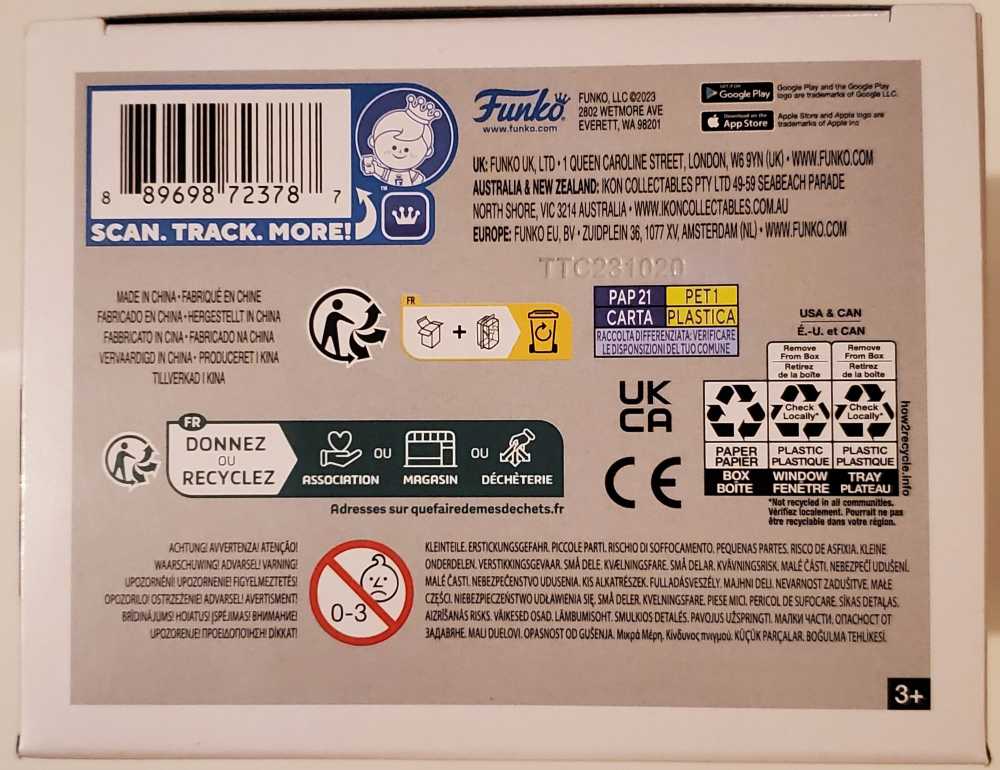 8 89698 72378 7
SCAN. TRACK. MORE!
TM
Funko
www.funko.com
FUNKO, LLC ©2023
2802 WETMORE AVE
EVERETT, WA 98201
GET IT ON
Google Play
Google Play and the Google Play
logo are trademarks of Google LLC.
Download on the
App Store
Apple Store and Apple logo are
trademarks of Apple Inc
UK: FUNKO UK, LTD • 1 QUEEN CAROLINE STREET, LONDON, W6 9YN (UK) • WWW.FUNKO.COM
AUSTRALIA & NEW ZEALAND: IKON COLLECTABLES PTY LTD 49-59 SEABEACH PARADE
NORTH SHORE, VIC 3214 AUSTRALIA • WWW.IKONCOLLECTABLES.COM.AU
EUROPE: FUNKO EU, BV • ZUIDPLEIN 36, 1077 XV, AMSTERDAM (NL) • WWW.FUNKO.COM
TTC231020
MADE IN CHINA • FABRIQUÉ EN CHINE
FABRICADO EN CHINA • HERGESTELLT IN CHINA
FABBRICATO IN CINA • FABRICADO NA CHINA
VERVAARDIGD IN CHINA • PRODUCERET I KINA
TILLVERKAD I KINA
FR
+
PAP 21 PET 1
CARTA PLASTICA
RACCOLTA DIFFERENZIATA: VERIFICARE
LE DISPOSIZIONI DEL TUO COMUNE
USA & CAN
É.-U. et CAN
Remove
From Box
Retirez
de la boîte
Remove
From Box
Retirez
de la boîte
Check
Locally*
Check
Locally*
PAPER
PAPIER
BOX
BOÎTE
PLASTIC
PLASTIQUE
WINDOW
FENÊTRE
PLASTIC
PLASTIQUE
TRAY
PLATEAU
how2recycle.info
*Not recycled in all communities.
Vérifiez localement. Pourrait ne pas
être recyclable dans votre région.
UK
CA
CE
FR
DONNEZ
OU
RECYCLEZ
ASSOCIATION
OU
MAGASIN
OU
DÉCHÈTERIE
Adresses sur quefairedemesdechets.fr
ACHTUNG! AVVERTENZA! ATENÇÃO!
WAARSCHUWING! ADVARSEL! VARNING!
UPOZORNĚNÍ! UPOZORNENIE! FIGYELMEZTETÉS!
OPOZORILO! OSTRZEŻENIE! ADVARSEL! AVERTISMENT!
BRĪDINĀJUMS! HOIATUS! ĮSPĖJIMAS! ВНИМАНИЕ!
UPOZORENJE! ΠΡΟΕΙΔΟΠΟΙΗΣΗ! DİKKAT!
0-3
KLEINTEILE. ERSTICKUNGSGEFAHR. PICCOLE PARTI. RISCHIO DI SOFFOCAMENTO. PEQUENAS PARTES. RISCO DE ASFIXIA. KLEINE
ONDERDELEN. VERSTIKKINGSGEVAAR. SMÅ DELE. KVÆLNINGSFARE. SMÅ DELAR. KVÄVNINGSRISK. MALÉ ČÁSTI. NEBEZPEČÍ UDUŠENÍ.
MALÉ ČASTI. NEBEZPEČENSTVO UDUSENIA. KIS ALKATRÉSZEK. FULLADÁSVESZÉLY. MAJHNI DELI. NEVARNOST ZADUŠITVE. MAŁE
CZĘŚCI. NIEBEZPIECZEŃSTWO UDŁAWIENIA SIĘ. SMÅ DELER. KVELNINGSFARE. PIESE MICI. PERICOL DE SUFOCARE. SĪKAS DETAĻAS.
AIZRĪŠANĀS RISKS. VÄIKESED OSAD. LÄMBUMISOHT. SMULKIOS DETALĖS. PAVOJUS UŽSPRINGTI. МАЛКИ ЧАСТИ. ОПАСНОСТ ОТ
ЗАДАВЯНЕ. MALI DIJELOVI. OPASNOST OD GUŠENJA. Μικρά Μέρη. Κίνδυνος πνιγμού. KÜÇÜK PARÇALAR. BOĞULMA TEHLİKESİ.
3+